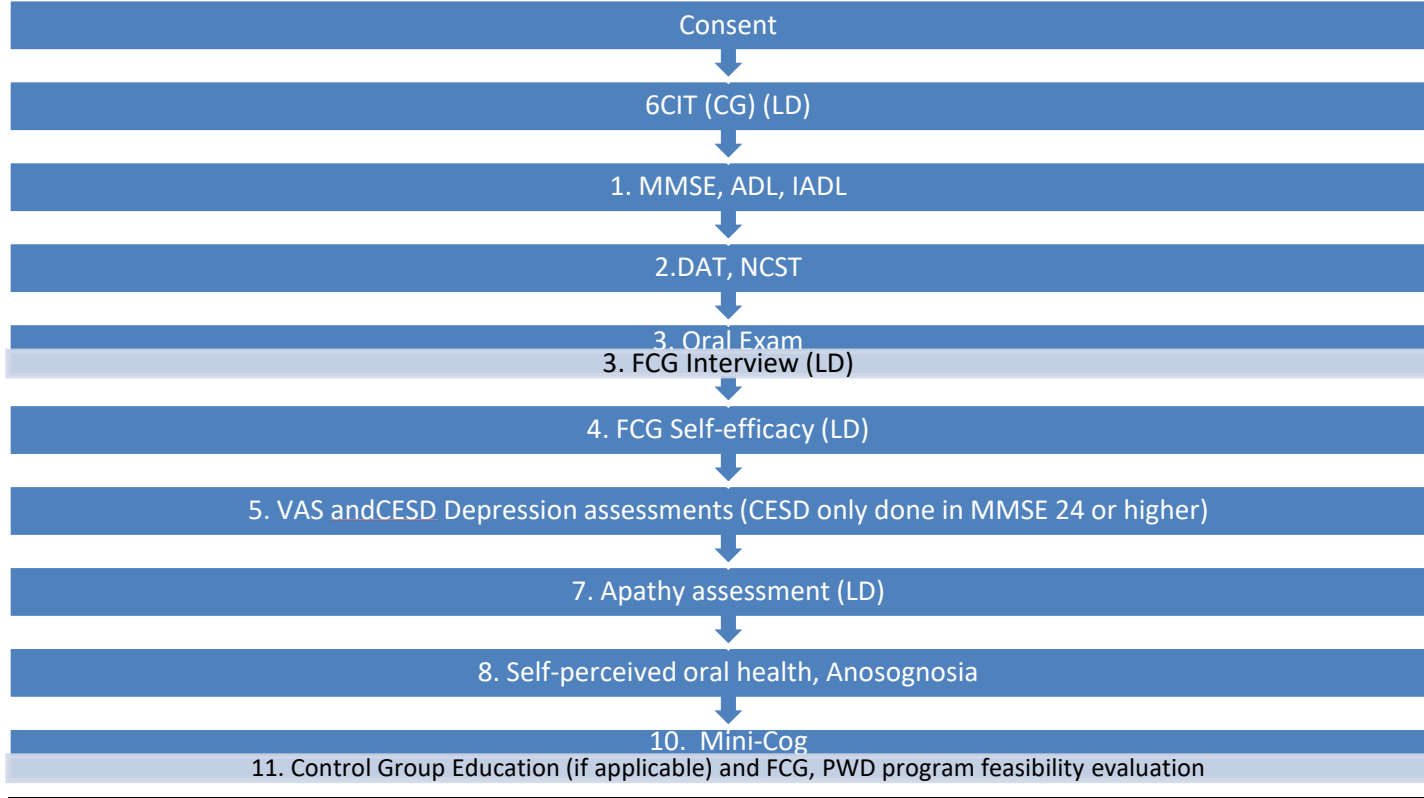 Consent
6CIT (CG) (LD)
1. MMSE, ADL, IADL
2.DAT, NCST
3. Oral Exam
3. FCG Interview (LD)
4. FCG Self-efficacy (LD)
5. VAS andCESD Depression assessments (CESD only done in MMSE 24 or higher)
7. Apathy assessment (LD)
8. Self-perceived oral health, Anosognosia
10.  Mini-Cog
11. Control Group Education (if applicable) and FCG, PWD program feasibility evaluation